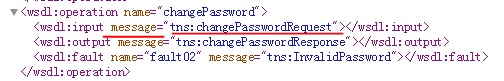 ▼<wsdl:operation name="changePassword">
<wsdl:input message="tns:changePasswordRequest"></wsdl:input>
<wsdl:output message="tns:changePasswordResponse"></wsdl:output>
<wsdl:fault name="fault02" message="tns:InvalidPassword"></wsdl:fault>
</wsdl:operation>